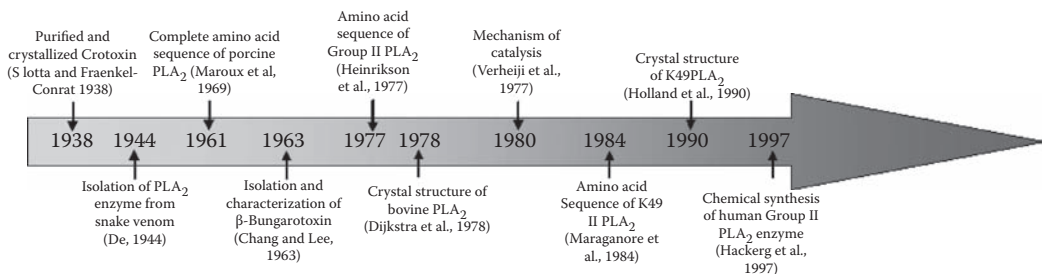 Purified and
crystallized Crotoxin
(S lotta and Fraenkel-
Conrat 1938)
Complete amino acid
sequence of porcine
PLA2 (Maroux et al,
1969)
Amino acid
sequence of
Group II PLA2
(Heinrikson
et al., 1977)
Mechanism of
catalysis
(Verheiji et al.,
1977)
Crystal structure
of K49PLA2
(Holland et al., 1990)
1938 1944 1961 1963 1977 1978 1980 1984 1990 1997
Isolation of PLA2
enzyme from
snake venom
(De, 1944)
Isolation and
characterization of
β-Bungarotoxin
(Chang and Lee,
1963)
Crystal structure of
bovine PLA2
(Dijkstra et al., 1978)
Amino acid
Sequence of K49
II PLA2
(Maraganore et
al., 1984)
Chemical synthesis
of human Group II
PLA2 enzyme
(Hackerg et al.,
1997)